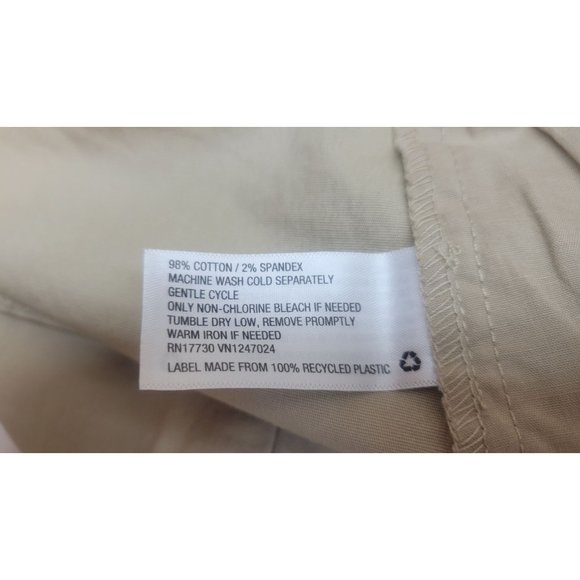 98% COTTON / 2% SPANDEX
MACHINE WASH COLD SEPARATELY
GENTLE CYCLE
ONLY NON-CHLORINE BLEACH IF NEEDED
TUMBLE DRY LOW, REMOVE PROMPTLY
WARM IRON IF NEEDED
RN17730 VN1247024
LABEL MADE FROM 100% RECYCLED PLASTIC